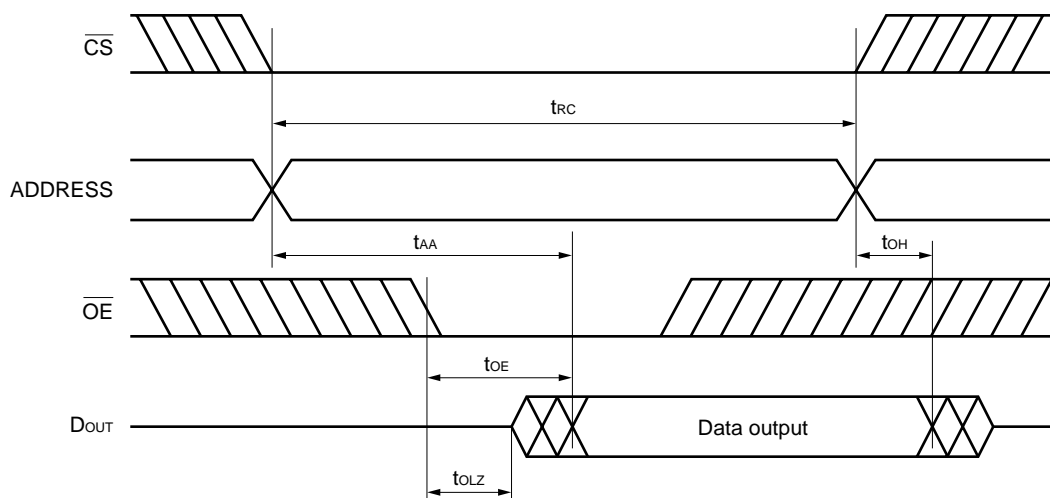 CS
tRC
ADDRESS
tAA
tOH
OE
tOE
DOUT
Data output
tOLZ